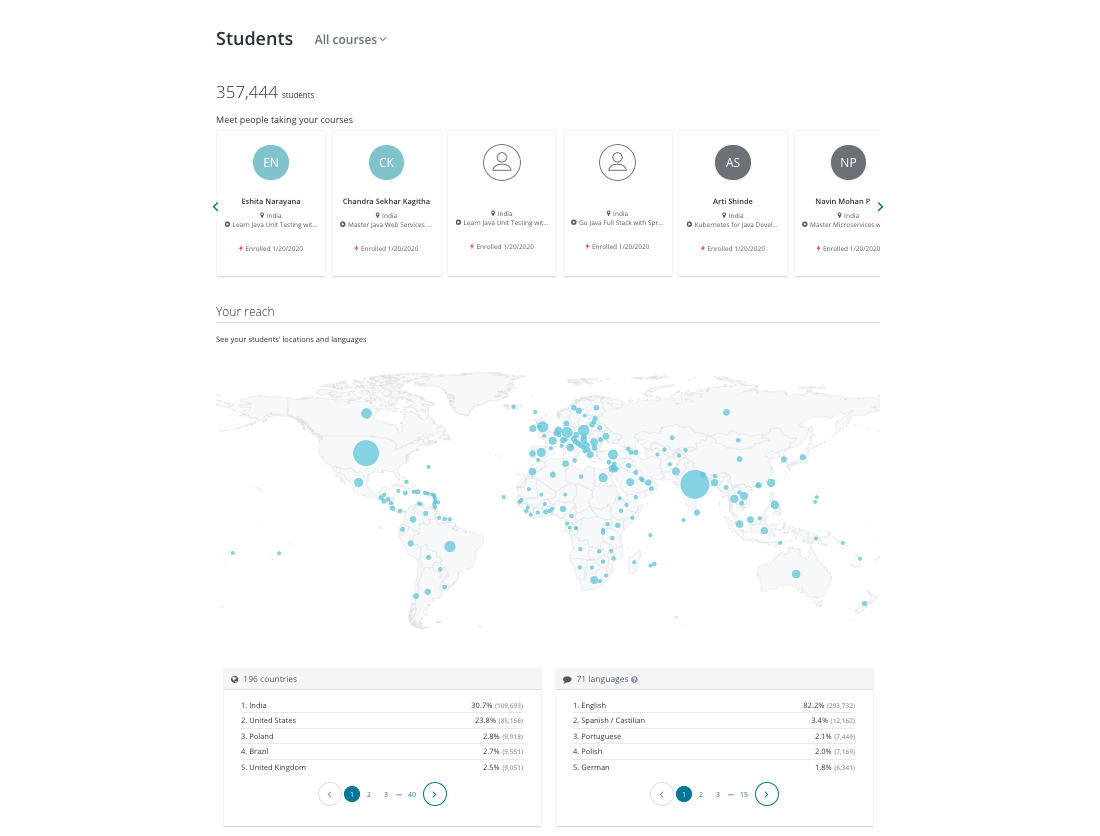 Students All courses
357,444 students
Meet people taking your courses
EN CK AS NP
Eshita Narayana Chandra Sekhar Kagitha Arti Shinde Navin Mohan P
India India India India India India
Learn Java Unit Testing wit... Master Java Web Services ... Learn Java Unit Testing wit... Go Java Full Stack with Spr... Kubernetes for Java Devel... Master Microservices w
Enrolled 1/20/2020 Enrolled 1/20/2020 Enrolled 1/20/2020 Enrolled 1/20/2020 Enrolled 1/20/2020 Enrolled 1/20/2020
Your reach
See your students' locations and languages
196 countries
1. India 30.7% (109,693)
2. United States 23.8% (85,166)
3. Poland 2.8% (9,918)
4. Brazil 2.7% (9,551)
5. United Kingdom 2.5% (9,051)
1 2 3 — 40
71 languages
1. English 82.2% (293,732)
2. Spanish / Castilian 3.4% (12,162)
3. Portuguese 2.1% (7,449)
4. Polish 2.0% (7,169)
5. German 1.8% (6,341)
1 2 3 — 15